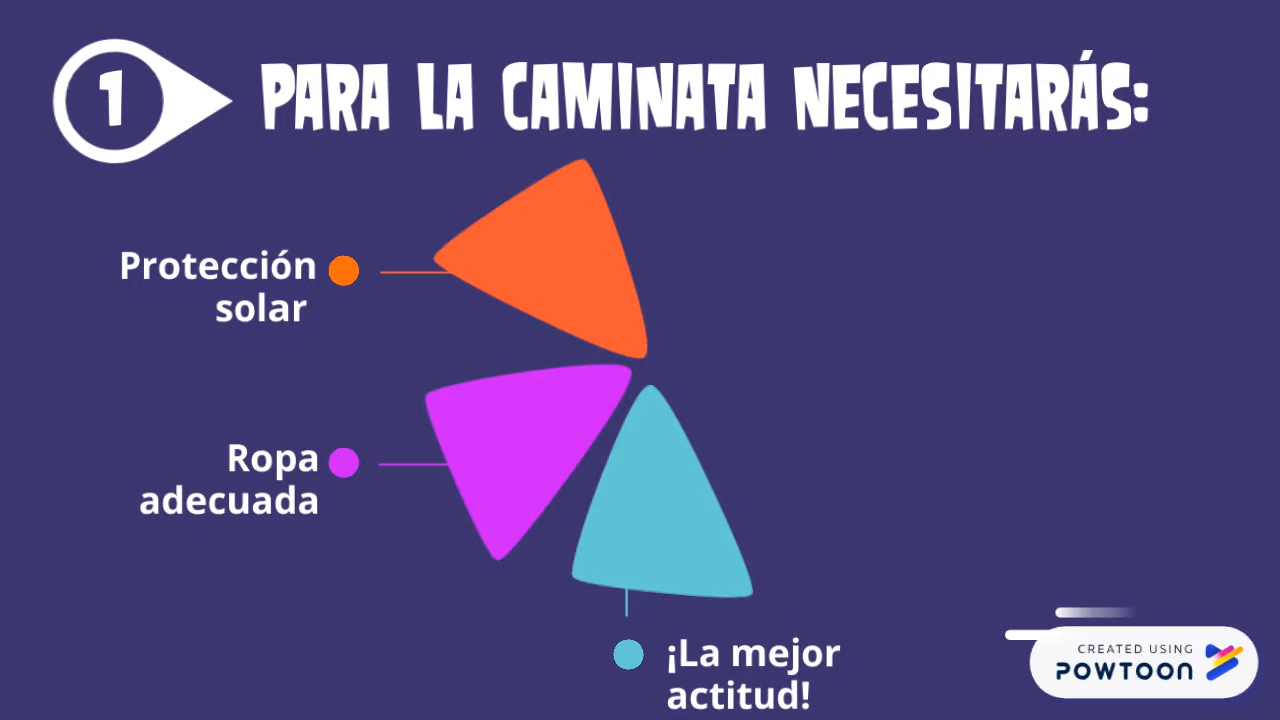 1
PARA LA CAMINATA NECESITARÁS:
Protección
solar
Ropa
adecuada
¡La mejor
actitud!
CREATED USING
POWTOON